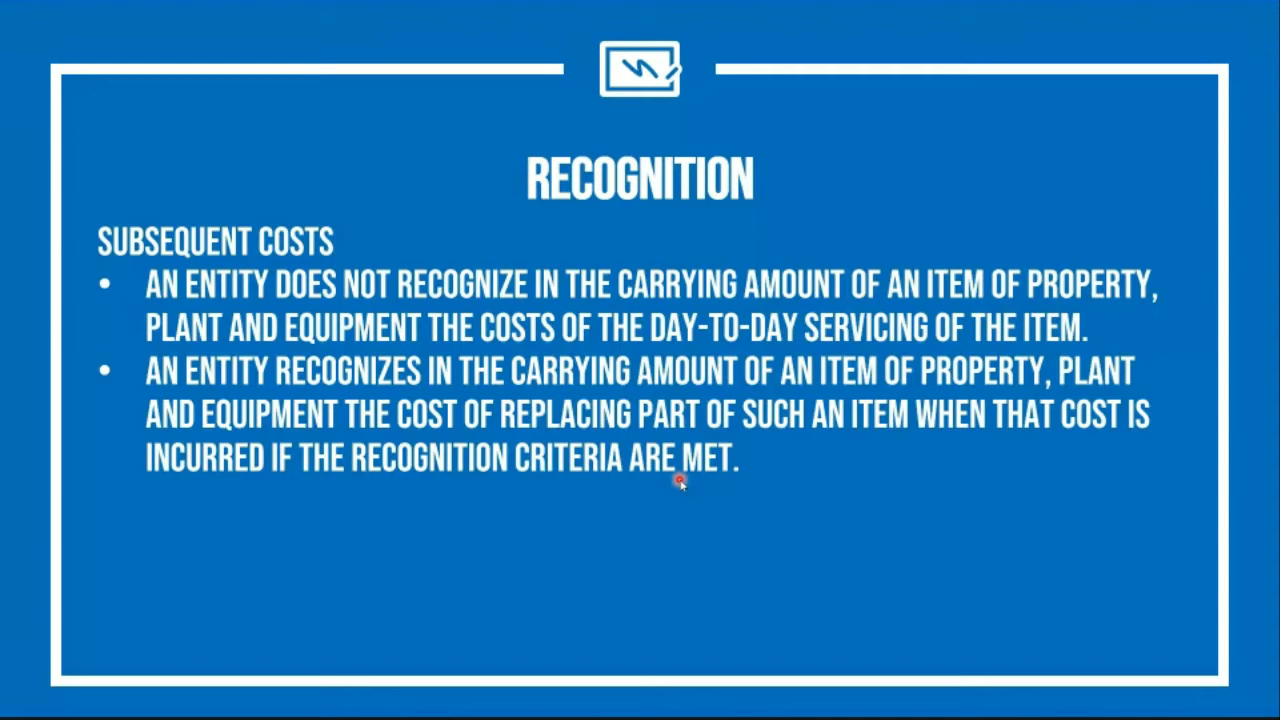 RECOGNITION
SUBSEQUENT COSTS
• AN ENTITY DOES NOT RECOGNIZE IN THE CARRYING AMOUNT OF AN ITEM OF PROPERTY,
PLANT AND EQUIPMENT THE COSTS OF THE DAY-TO-DAY SERVICING OF THE ITEM.
• AN ENTITY RECOGNIZES IN THE CARRYING AMOUNT OF AN ITEM OF PROPERTY, PLANT
AND EQUIPMENT THE COST OF REPLACING PART OF SUCH AN ITEM WHEN THAT COST IS
INCURRED IF THE RECOGNITION CRITERIA ARE MET.